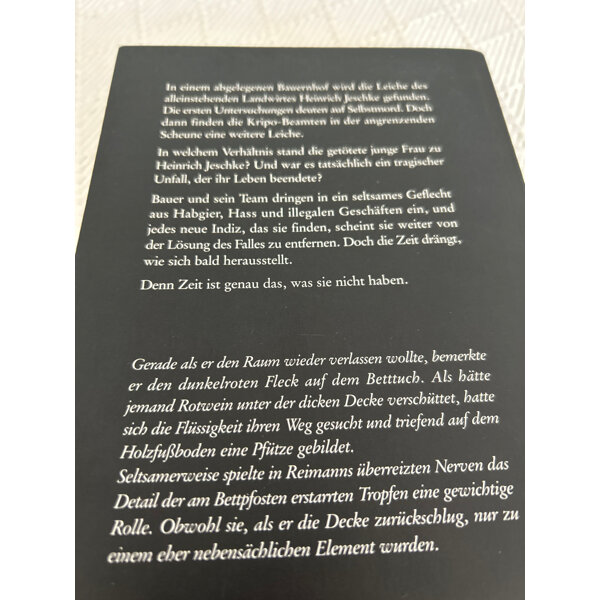 In einem abgelegenen Bauernhof wird die Leiche des
alleinstehenden Landwirtes Heinrich Jeschke gefunden.
Die ersten Untersuchungen deuten auf Selbstmord. Doch
dann finden die Kripo-Beamten in der angrenzenden
Scheune eine weitere Leiche.
In welchem Verhältnis stand die getötete junge Frau zu
Heinrich Jeschke? Und war es tatsächlich ein tragischer
Unfall, der ihr Leben beendete?
Bauer und sein Team dringen in ein seltsames Geflecht
aus Habgier, Hass und illegalen Geschäften ein, und
jedes neue Indiz, das sie finden, scheint sie weiter von
der Lösung des Falles zu entfernen. Doch die Zeit drängt,
wie sich bald herausstellt.
Denn Zeit ist genau das, was sie nicht haben.
Gerade als er den Raum wieder verlassen wollte, bemerkte
er den dunkelroten Fleck auf dem Betttuch. Als hätte
jemand Rotwein unter der dicken Decke verschüttet, hatte
sich die Flüssigkeit ihren Weg gesucht und triefend auf dem
Holzfußboden eine Pfütze gebildet.
Seltsamerweise spielte in Reimanns überreizten Nerven das
Detail der am Bettpfosten erstarrten Tropfen eine gewichtige
Rolle. Obwohl sie, als er die Decke zurückschlug, nur zu
einem eher nebensächlichen Element wurden.